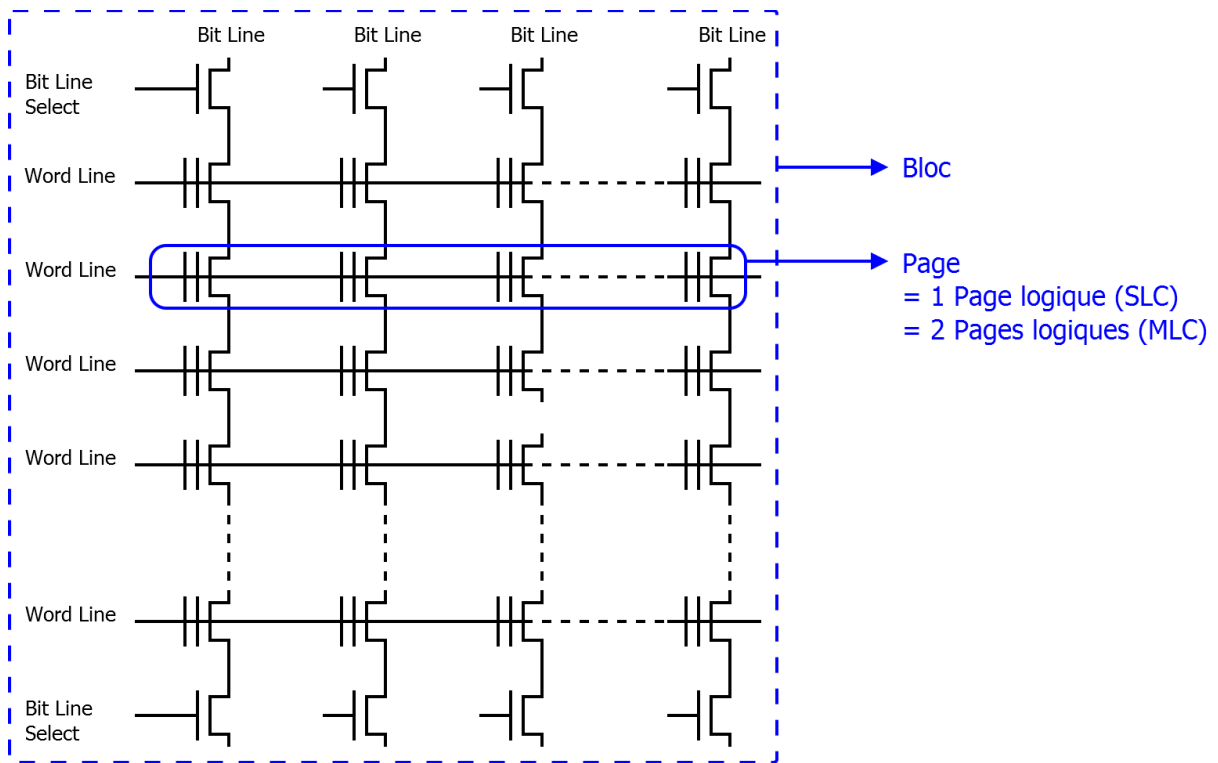 Bit Line Bit Line Bit Line Bit Line
Bit Line
Select
Word Line
Bloc
Word Line
Page
= 1 Page logique (SLC)
= 2 Pages logiques (MLC)
Word Line
Word Line
Word Line
Bit Line
Select